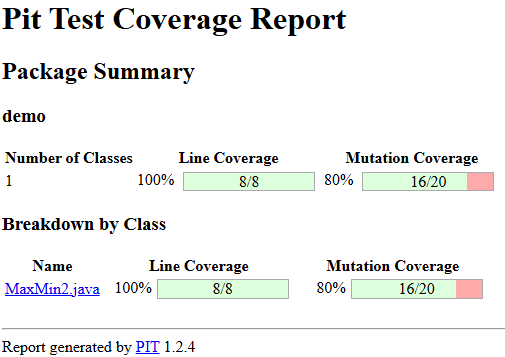 Pit Test Coverage Report
Package Summary
demo
Number of Classes Line Coverage Mutation Coverage
1 100% 8/8 80% 16/20
Breakdown by Class
Name Line Coverage Mutation Coverage
MaxMin2.java 100% 8/8 80% 16/20
Report generated by PIT 1.2.4